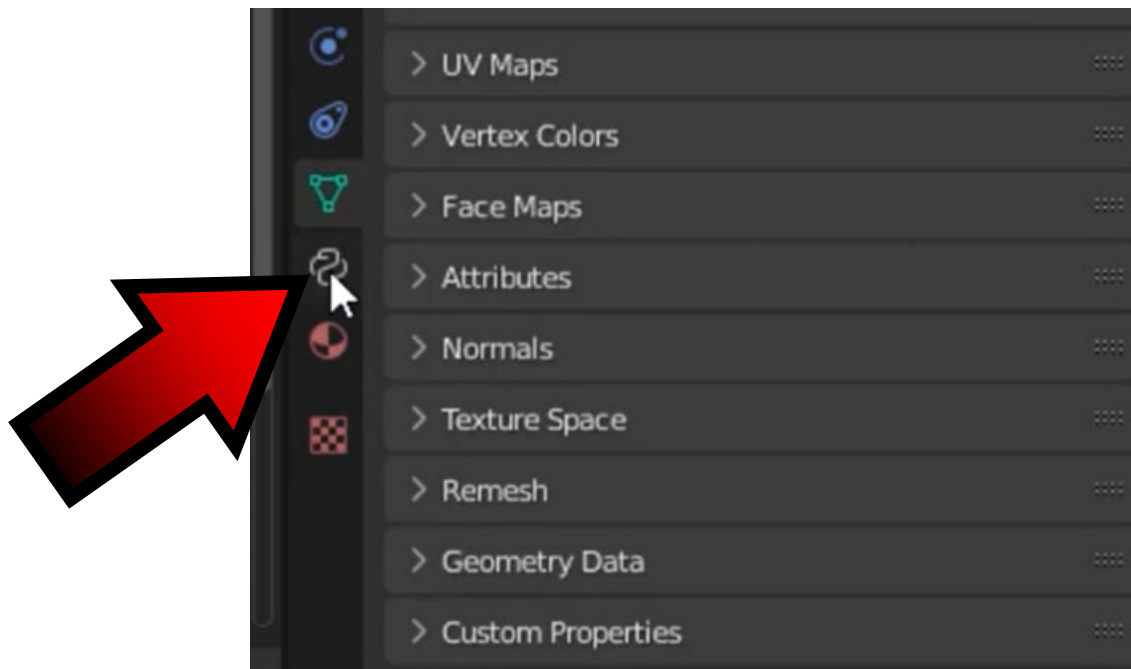 UV Maps
Vertex Colors
Face Maps
Attributes
Normals
Texture Space
Remesh
Geometry Data
Custom Properties